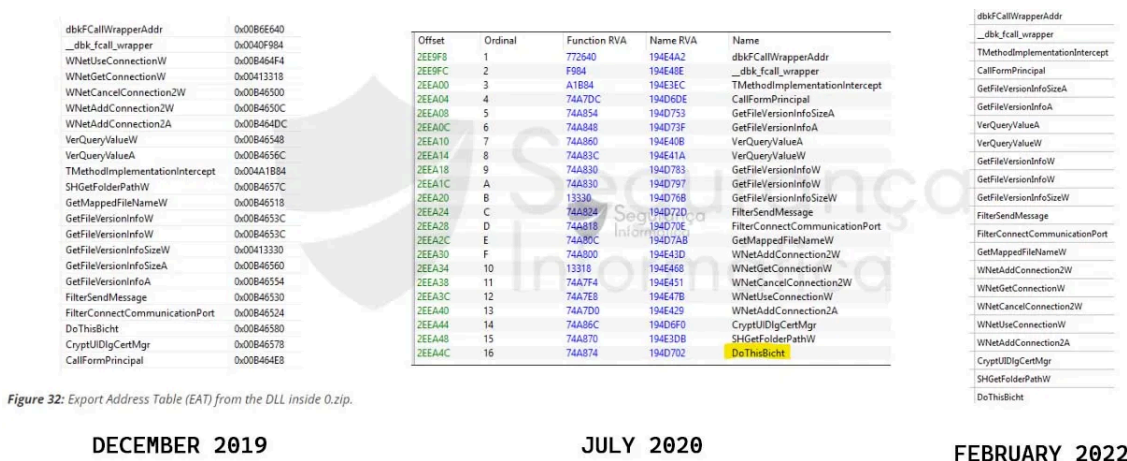 dbkFCallWrapperAddr 0x00B6E640
__dbk_fcall_wrapper 0x0040F984
WNetUseConnectionW 0x00B464F4
WNetGetConnectionW 0x00413318
WNetCancelConnection2W 0x00B46500
WNetAddConnection2W 0x00B4650C
WNetAddConnection2A 0x00B464DC
VerQueryValueW 0x00B46548
VerQueryValueA 0x00B4656C
TMethodImplementationIntercept 0x004A1B84
SHGetFolderPathW 0x00B4657C
GetMappedFileNameW 0x00B46518
GetFileVersionInfoW 0x00B4653C
GetFileVersionInfoW 0x00B4653C
GetFileVersionInfoSizeW 0x00413330
GetFileVersionInfoSizeA 0x00B46560
GetFileVersionInfoA 0x00B46554
FilterSendMessage 0x00B46530
FilterConnectCommunicationPort 0x00B46524
DoThisBicht 0x00B46580
CryptUIDlgCertMgr 0x00B46578
CallFormPrincipal 0x00B464E8
Figure 32: Export Address Table (EAT) from the DLL inside 0.zip.
DECEMBER 2019
Offset Ordinal Function RVA Name RVA Name
2EE9F8 1 772640 194E4A2 dbkFCallWrapperAddr
2EE9FC 2 F984 194E48E __dbk_fcall_wrapper
2EEA00 3 A1B84 194E3EC TMethodImplementationIntercept
2EEA04 4 74A7DC 194D6DE CallFormPrincipal
2EEA08 5 74A854 194D753 GetFileVersionInfoSizeA
2EEA0C 6 74A848 194D73F GetFileVersionInfoA
2EEA10 7 74A860 194E40B VerQueryValueA
2EEA14 8 74A83C 194E41A VerQueryValueW
2EEA18 9 74A830 194D783 GetFileVersionInfoW
2EEA1C A 74A830 194D797 GetFileVersionInfoW
2EEA20 B 13330 194D76B GetFileVersionInfoSizeW
2EEA24 C 74A824 194D72D FilterSendMessage
2EEA28 D 74A818 194D70E FilterConnectCommunicationPort
2EEA2C E 74A80C 194D7AB GetMappedFileNameW
2EEA30 F 74A800 194E43D WNetAddConnection2W
2EEA34 10 13318 194E468 WNetGetConnectionW
2EEA38 11 74A7F4 194E451 WNetCancelConnection2W
2EEA3C 12 74A7E8 194E47B WNetUseConnectionW
2EEA40 13 74A7D0 194E429 WNetAddConnection2A
2EEA44 14 74A86C 194D6F0 CryptUIDlgCertMgr
2EEA48 15 74A870 194E3DB SHGetFolderPathW
2EEA4C 16 74A874 194D702 DoThisBicht
JULY 2020
dbkFCallWrapperAddr
__dbk_fcall_wrapper
TMethodImplementationIntercept
CallFormPrincipal
GetFileVersionInfoSizeA
GetFileVersionInfoA
VerQueryValueA
VerQueryValueW
GetFileVersionInfoW
GetFileVersionInfoW
GetFileVersionInfoSizeW
FilterSendMessage
FilterConnectCommunicationPort
GetMappedFileNameW
WNetAddConnection2W
WNetGetConnectionW
WNetCancelConnection2W
WNetUseConnectionW
WNetAddConnection2A
CryptUIDlgCertMgr
SHGetFolderPathW
DoThisBicht
FEBRUARY 2022
Segurança
Informática
Segurança
Informática